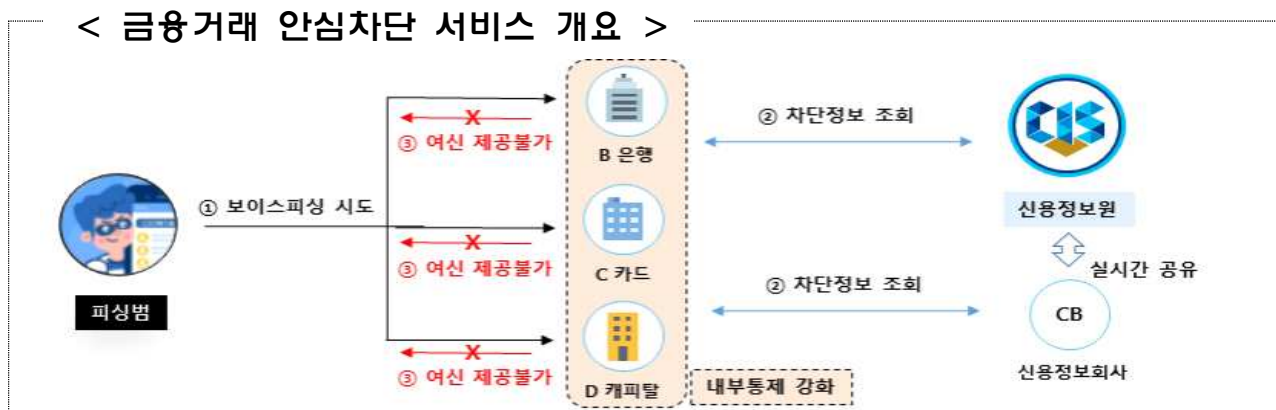 < 금융거래 안심차단 서비스 개요 >
③ 여신 제공불가
B 은행
② 차단정보 조회
CIS
신용정보원
① 보이스피싱 시도
피싱범
③ 여신 제공불가
C 카드
② 차단정보 조회
실시간 공유
CB
신용정보회사
③ 여신 제공불가
D 캐피탈
내부통제 강화